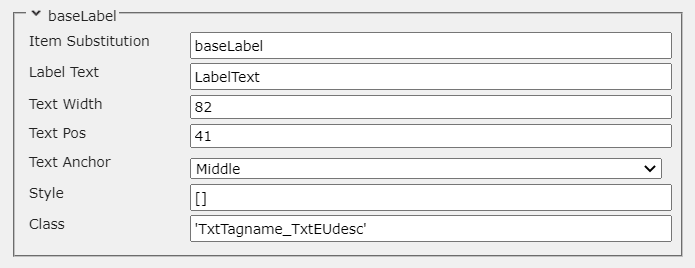 baseLabel
Item Substitution baseLabel
Label Text LabelText
Text Width 82
Text Pos 41
Text Anchor Middle
Style []
Class 'TxtTagname_TxtEUdesc'